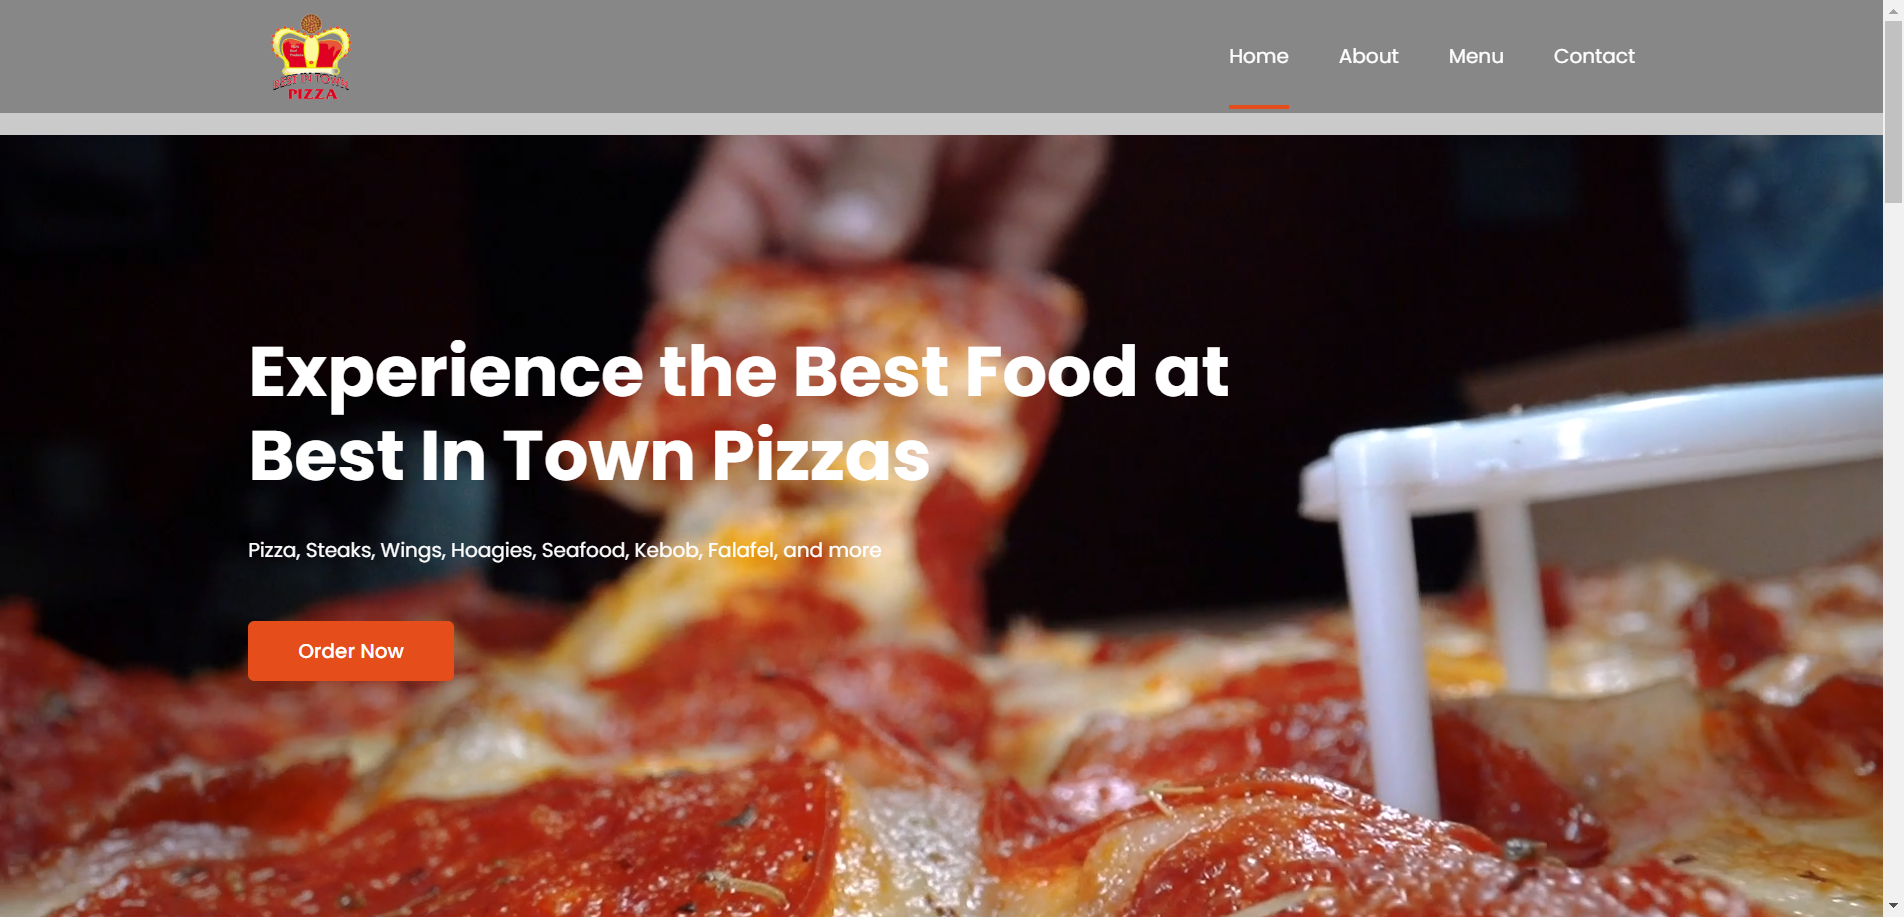 BEST IN TOWN
PIZZA
Home
About
Menu
Contact
Experience the Best Food at
Best In Town Pizzas
Pizza, Steaks, Wings, Hoagies, Seafood, Kebob, Falafel, and more
Order Now